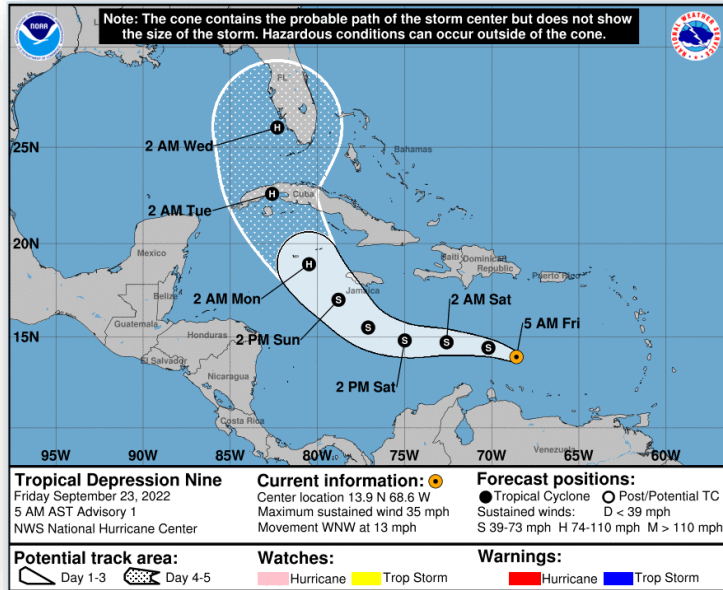 Note: The cone contains the probable path of the storm center but does not show
the size of the storm. Hazardous conditions can occur outside of the cone.
NOAA
NATIONAL WEATHER SERVICE
FL
H
2 AM Wed
25N
Bahamas
H
Cuba
2 AM Tue
20N
Mexico
Haiti
Dominican
Republic
Puerto Rico
H
Jamaica
2 AM Mon
Belize
S
2 AM Sat
5 AM Fri
Guatemala
Honduras
2 PM Sun
S
S
S
S
15N
El Salvador
Nicaragua
2 PM Sat
Costa Rica
Venezuela
95W 90W 85W 80W 75W 70W 65W 60W
Tropical Depression Nine
Friday September 23, 2022
5 AM AST Advisory 1
NWS National Hurricane Center
Current information:
Center location 13.9 N 68.6 W
Maximum sustained wind 35 mph
Movement WNW at 13 mph
Forecast positions:
Tropical Cyclone Post/Potential TC
Sustained winds: D < 39 mph
S 39-73 mph H 74-110 mph M > 110 mph
Potential track area:
Day 1-3 Day 4-5
Watches:
Hurricane Trop Storm
Warnings:
Hurricane Trop Storm